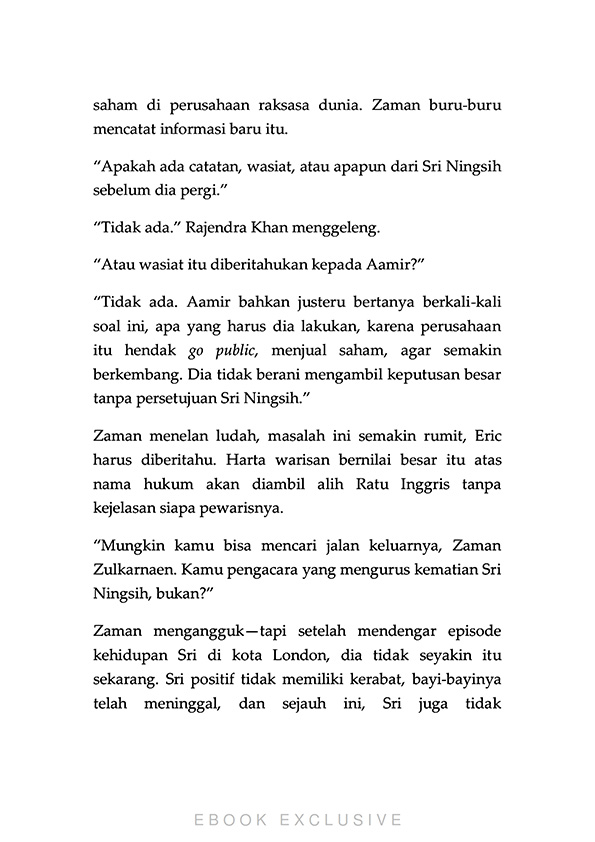 saham di perusahaan raksasa dunia. Zaman buru-buru
mencatat informasi baru itu.
“Apakah ada catatan, wasiat, atau apapun dari Sri Ningsih
sebelum dia pergi.”
“Tidak ada.” Rajendra Khan menggeleng.
“Atau wasiat itu diberitahukan kepada Aamir?”
“Tidak ada. Aamir bahkan justeru bertanya berkali-kali
soal ini, apa yang harus dia lakukan, karena perusahaan
itu hendak go public, menjual saham, agar semakin
berkembang. Dia tidak berani mengambil keputusan besar
tanpa persetujuan Sri Ningsih.”
Zaman menelan ludah, masalah ini semakin rumit, Eric
harus diberitahu. Harta warisan bernilai besar itu atas
nama hukum akan diambil alih Ratu Inggris tanpa
kejelasan siapa pewarisnya.
“Mungkin kamu bisa mencari jalan keluarnya, Zaman
Zulkarnaen. Kamu pengacara yang mengurus kematian Sri
Ningsih, bukan?”
Zaman mengangguk—tapi setelah mendengar episode
kehidupan Sri di kota London, dia tidak seyakin itu
sekarang. Sri positif tidak memiliki kerabat, bayi-bayinya
telah meninggal, dan sejauh ini, Sri juga tidak
EBOOK EXCLUSIVE